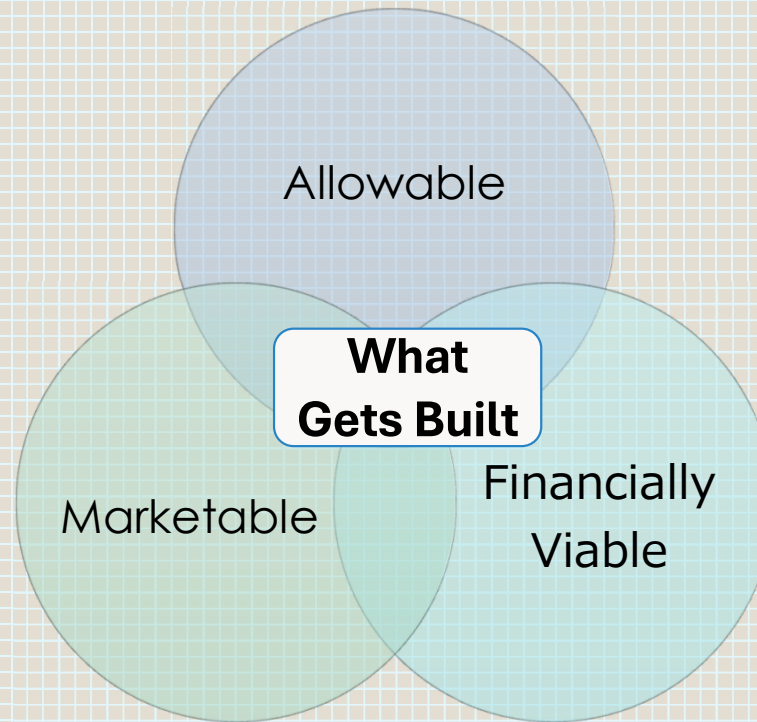 Allowable
What
Gets Built
Marketable
Financially
Viable